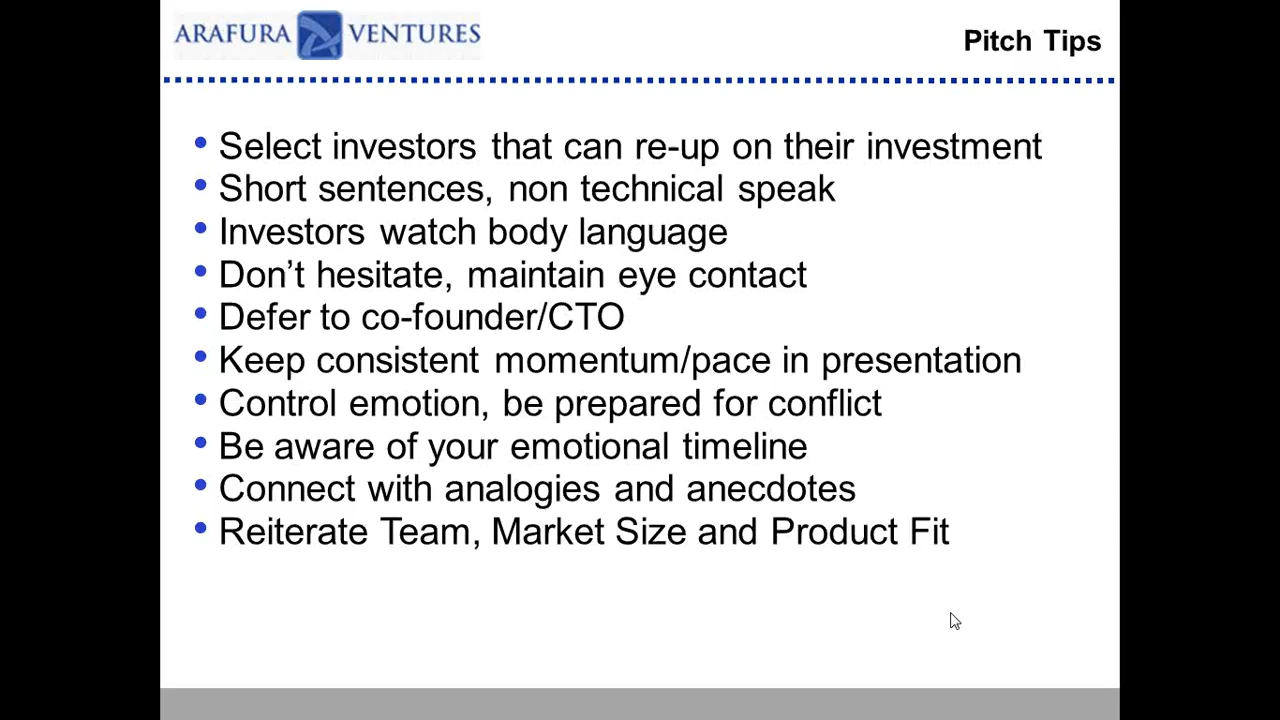 ARAFURA VENTURES
Pitch Tips
• Select investors that can re-up on their investment
• Short sentences, non technical speak
• Investors watch body language
• Don’t hesitate, maintain eye contact
• Defer to co-founder/CTO
• Keep consistent momentum/pace in presentation
• Control emotion, be prepared for conflict
• Be aware of your emotional timeline
• Connect with analogies and anecdotes
• Reiterate Team, Market Size and Product Fit